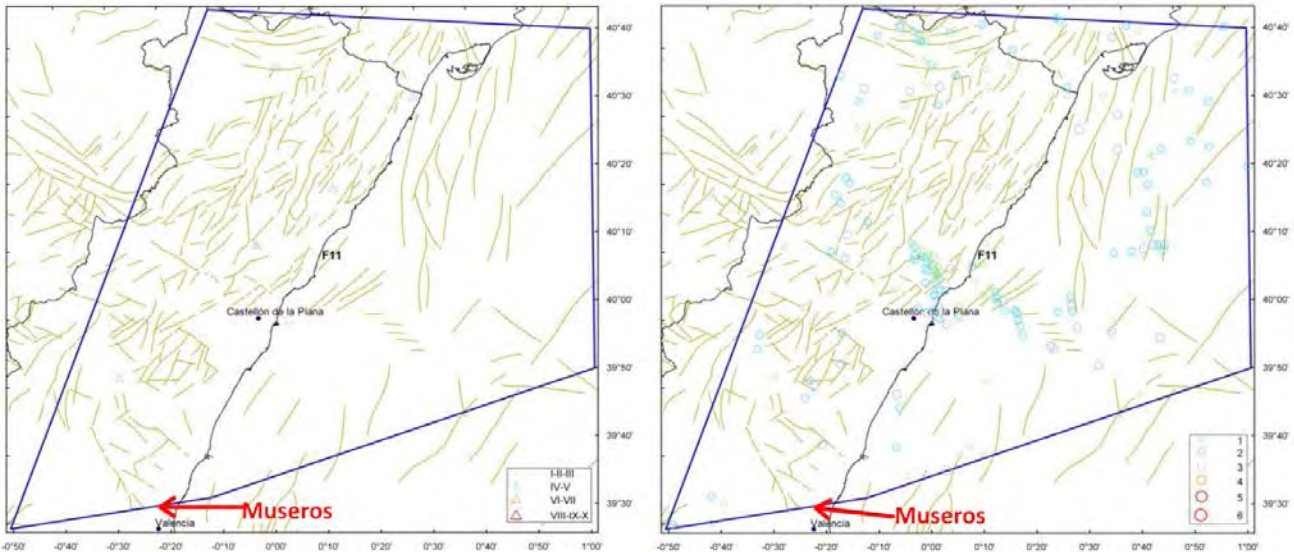 40°40'
40°30'
40°20'
40°10'
F11
40°00'
Castellón de la Plana
39°50'
39°40'
I-II-III
IV-V
VI-VII
VIII-IX-X
39°30'
Museros
Valencia
-0°50' -0°40' -0°30' -0°20' -0°10' 0°00' 0°10' 0°20' 0°30' 0°40' 0°50' 1°00'
40°40'
40°30'
40°20'
40°10'
F11
40°00'
Castellón de la Plana
39°50'
39°40'
1
2
3
4
5
6
39°30'
Museros
Valencia
-0°50' -0°40' -0°30' -0°20' -0°10' 0°00' 0°10' 0°20' 0°30' 0°40' 0°50' 1°00'